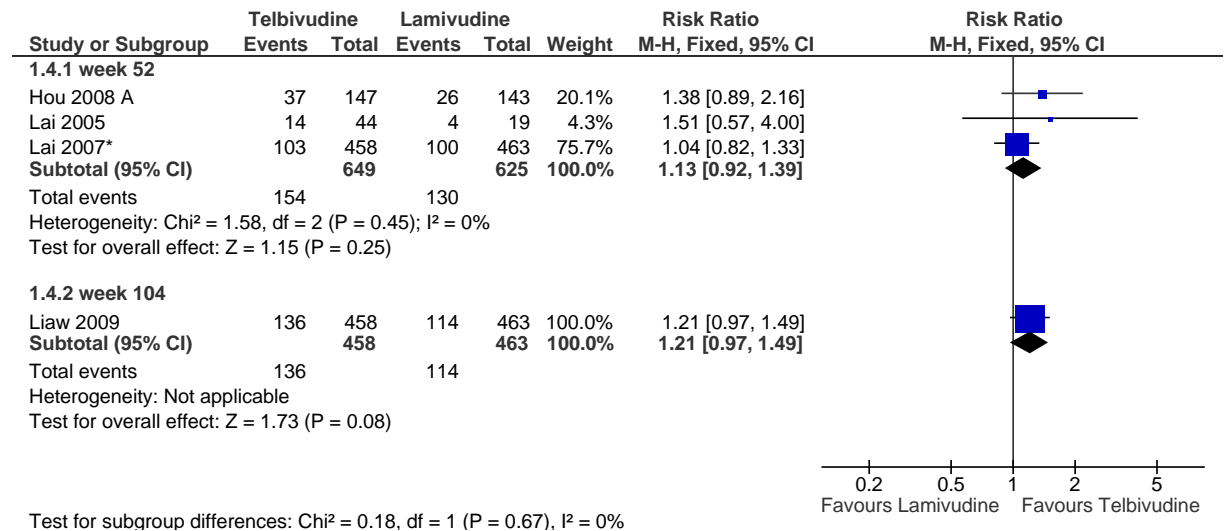 Telbivudine Lamivudine Risk Ratio Risk Ratio
Study or Subgroup Events Total Events Total Weight M-H, Fixed, 95% CI M-H, Fixed, 95% CI
1.4.1 week 52
Hou 2008 A 37 147 26 143 20.1% 1.38 [0.89, 2.16]
Lai 2005 14 44 4 19 4.3% 1.51 [0.57, 4.00]
Lai 2007* 103 458 100 463 75.7% 1.04 [0.82, 1.33]
Subtotal (95% CI) 649 625 100.0% 1.13 [0.92, 1.39]
Total events 154 130
Heterogeneity: Chi² = 1.58, df = 2 (P = 0.45); I² = 0%
Test for overall effect: Z = 1.15 (P = 0.25)
1.4.2 week 104
Liaw 2009 136 458 114 463 100.0% 1.21 [0.97, 1.49]
Subtotal (95% CI) 458 463 100.0% 1.21 [0.97, 1.49]
Total events 136 114
Heterogeneity: Not applicable
Test for overall effect: Z = 1.73 (P = 0.08)
0.2 0.5 1 2 5
Favours Lamivudine Favours Telbivudine
Test for subgroup differences: Chi² = 0.18, df = 1 (P = 0.67), I² = 0%